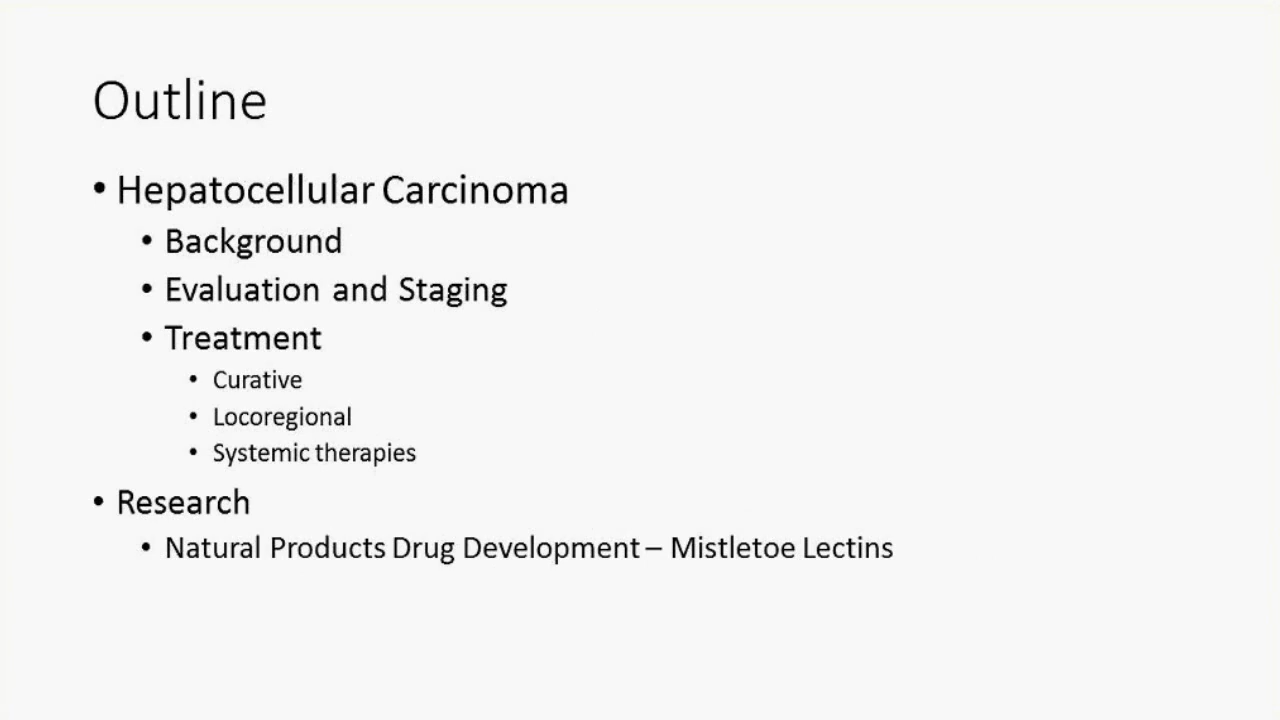 Outline
• Hepatocellular Carcinoma
• Background
• Evaluation and Staging
• Treatment
• Curative
• Locoregional
• Systemic therapies
• Research
• Natural Products Drug Development – Mistletoe Lectins